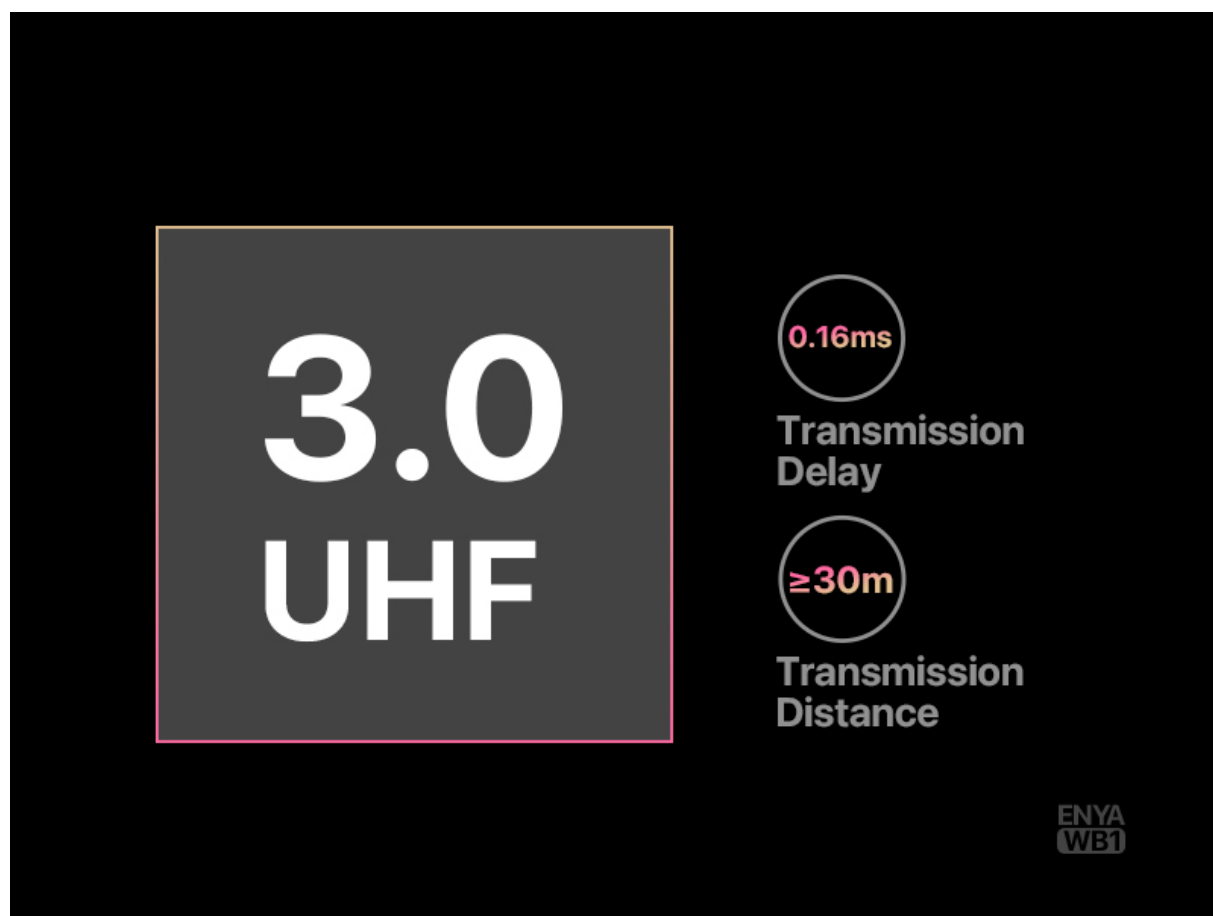 3.0
UHF
0.16ms
Transmission
Delay
≥30m
Transmission
Distance
ENYA
WB1